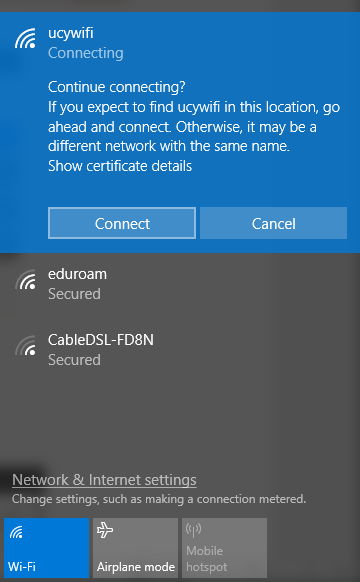 ucywifi
Connecting
Continue connecting?
If you expect to find ucywifi in this location, go
ahead and connect. Otherwise, it may be a
different network with the same name.
Show certificate details
Connect
Cancel
eduroam
Secured
CableDSL-FD8N
Secured
Network & Internet settings
Change settings, such as making a connection metered.
Wi-Fi
Airplane mode
Mobile
hotspot